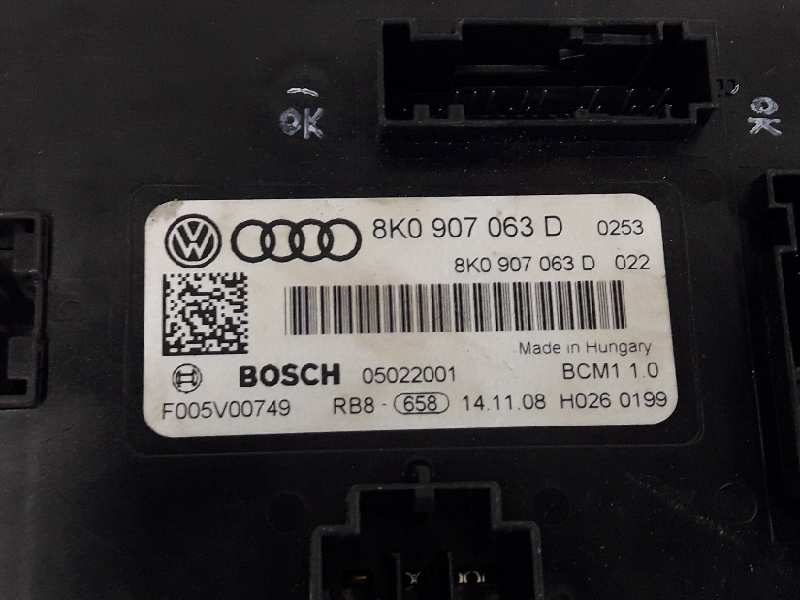 OK
OK
8K0 907 063 D 0253
8K0 907 063 D 022
Made in Hungary
BOSCH 05022001 BCM1 1.0
F005V00749 RB8 - 658 14.11.08 H026 0199